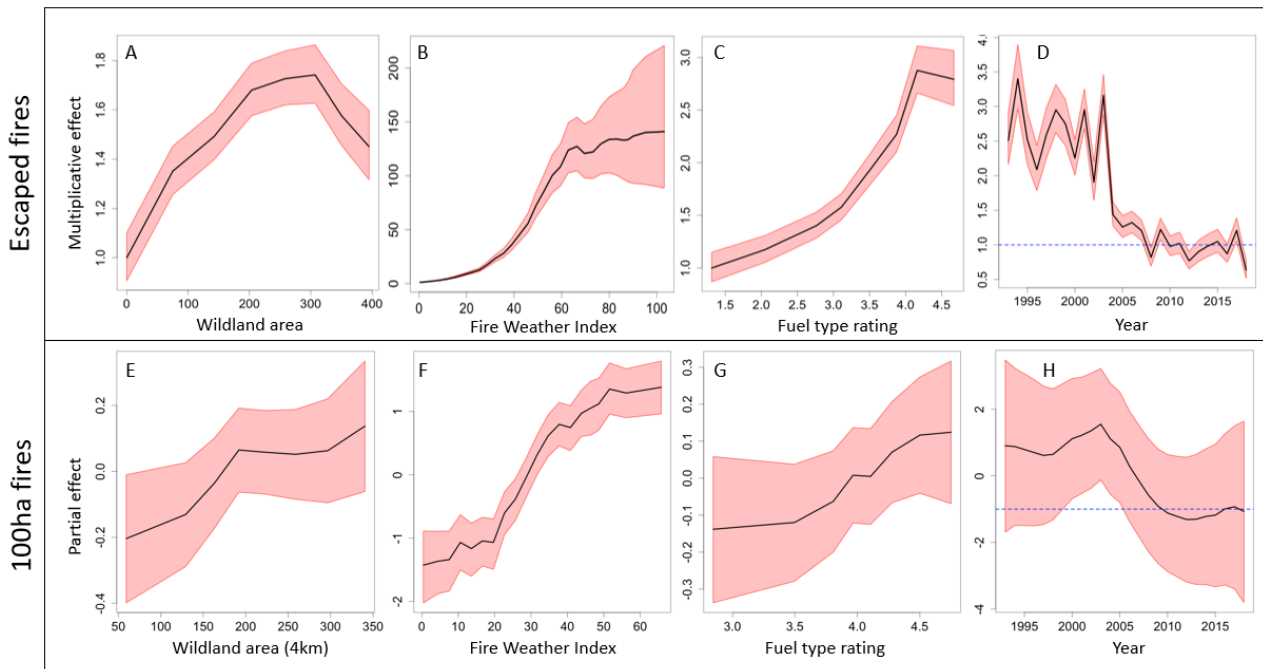 Escaped fires
Multiplicative effect
A
1.0 1.2 1.4 1.6 1.8
0 100 200 300 400
Wildland area
B
0 50 100 150 200
0 20 40 60 80 100
Fire Weather Index
C
1.0 1.5 2.0 2.5 3.0
1.5 2.0 2.5 3.0 3.5 4.0 4.5
Fuel type rating
D
0.5 1.0 1.5 2.0 2.5 3.0 3.5 4.0
1995 2000 2005 2010 2015
Year
100ha fires
Partial effect
E
-0.4 -0.2 0.0 0.2
50 100 150 200 250 300 350
Wildland area (4km)
F
-2 -1 0 1
0 10 20 30 40 50 60
Fire Weather Index
G
-0.3 -0.2 -0.1 0.0 0.1 0.2 0.3
3.0 3.5 4.0 4.5
Fuel type rating
H
-4 -2 0 2
1995 2000 2005 2010 2015
Year